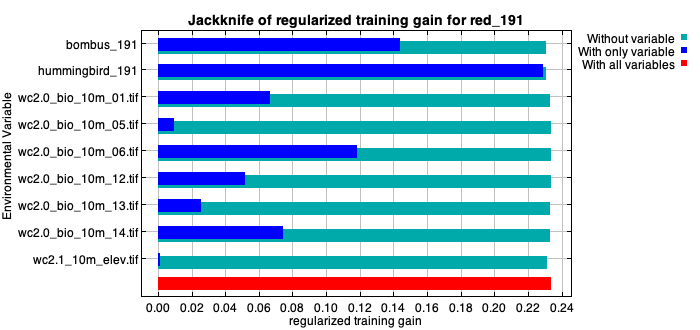 Jackknife of regularized training gain for red_191
Without variable
With only variable
With all variables
Environmental Variable
bombus_191
hummingbird_191
wc2.0_bio_10m_01.tif
wc2.0_bio_10m_05.tif
wc2.0_bio_10m_06.tif
wc2.0_bio_10m_12.tif
wc2.0_bio_10m_13.tif
wc2.0_bio_10m_14.tif
wc2.1_10m_elev.tif
0.00 0.02 0.04 0.06 0.08 0.10 0.12 0.14 0.16 0.18 0.20 0.22 0.24
regularized training gain